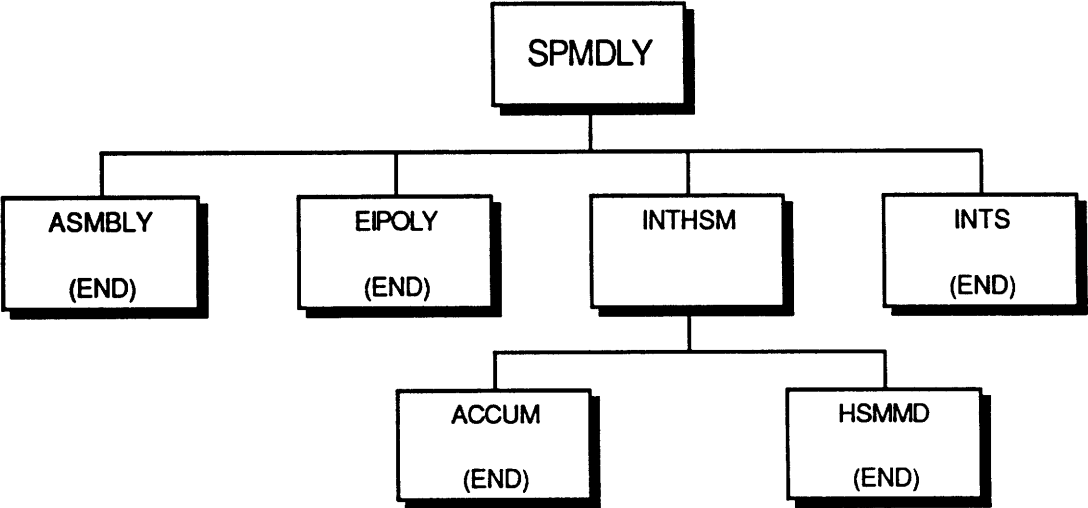 SPMDLY
ASMBLY
(END)
EIPOLY
(END)
INTHSM
INTS
(END)
ACCUM
(END)
HSMMD
(END)